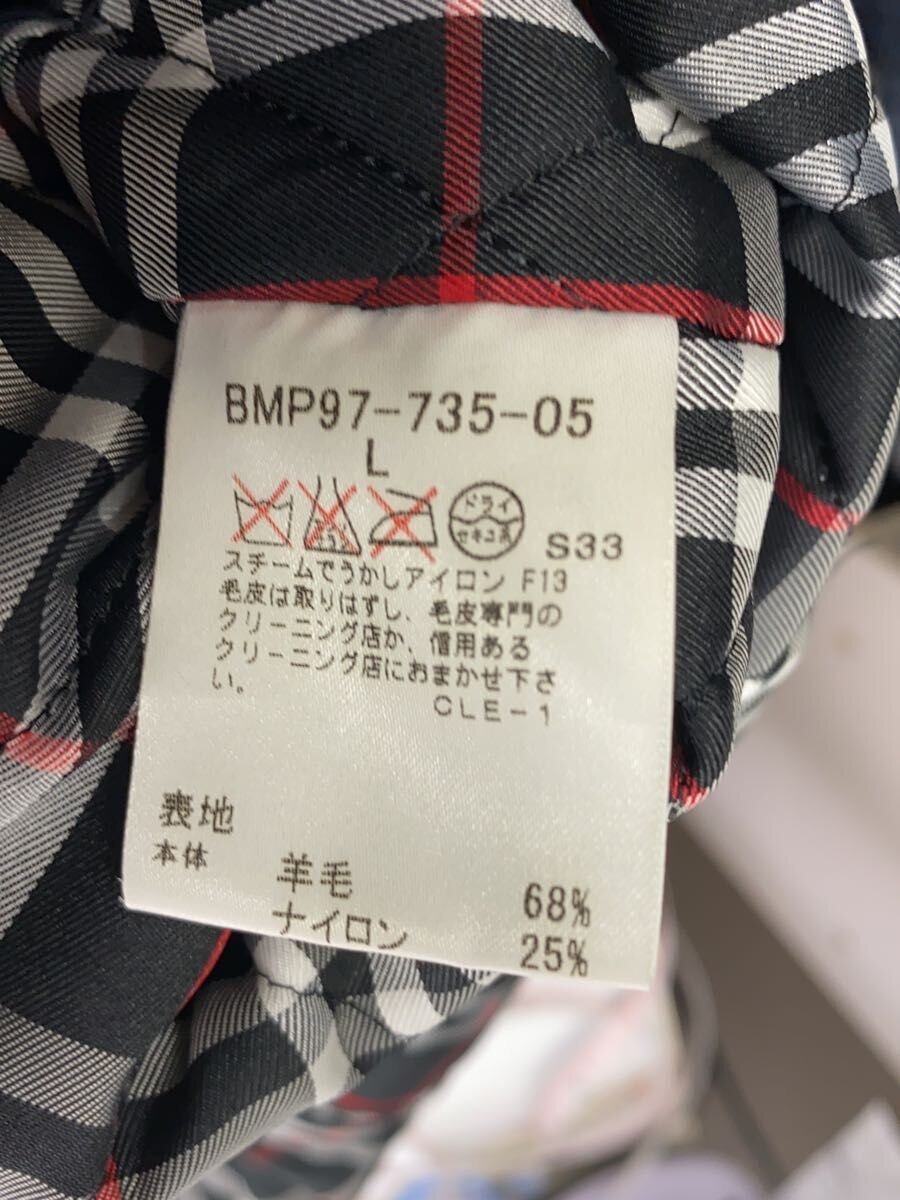 BMP97-735-05
L
ドライ
セキユ系
S33
スチームでうかしアイロン F13
毛皮は取りはずし、毛皮専門の
クリーニング店か、信用ある
クリーニング店におまかせ下さ
い。
CLE-1
表地
本体
羊毛 68%
ナイロン 25%